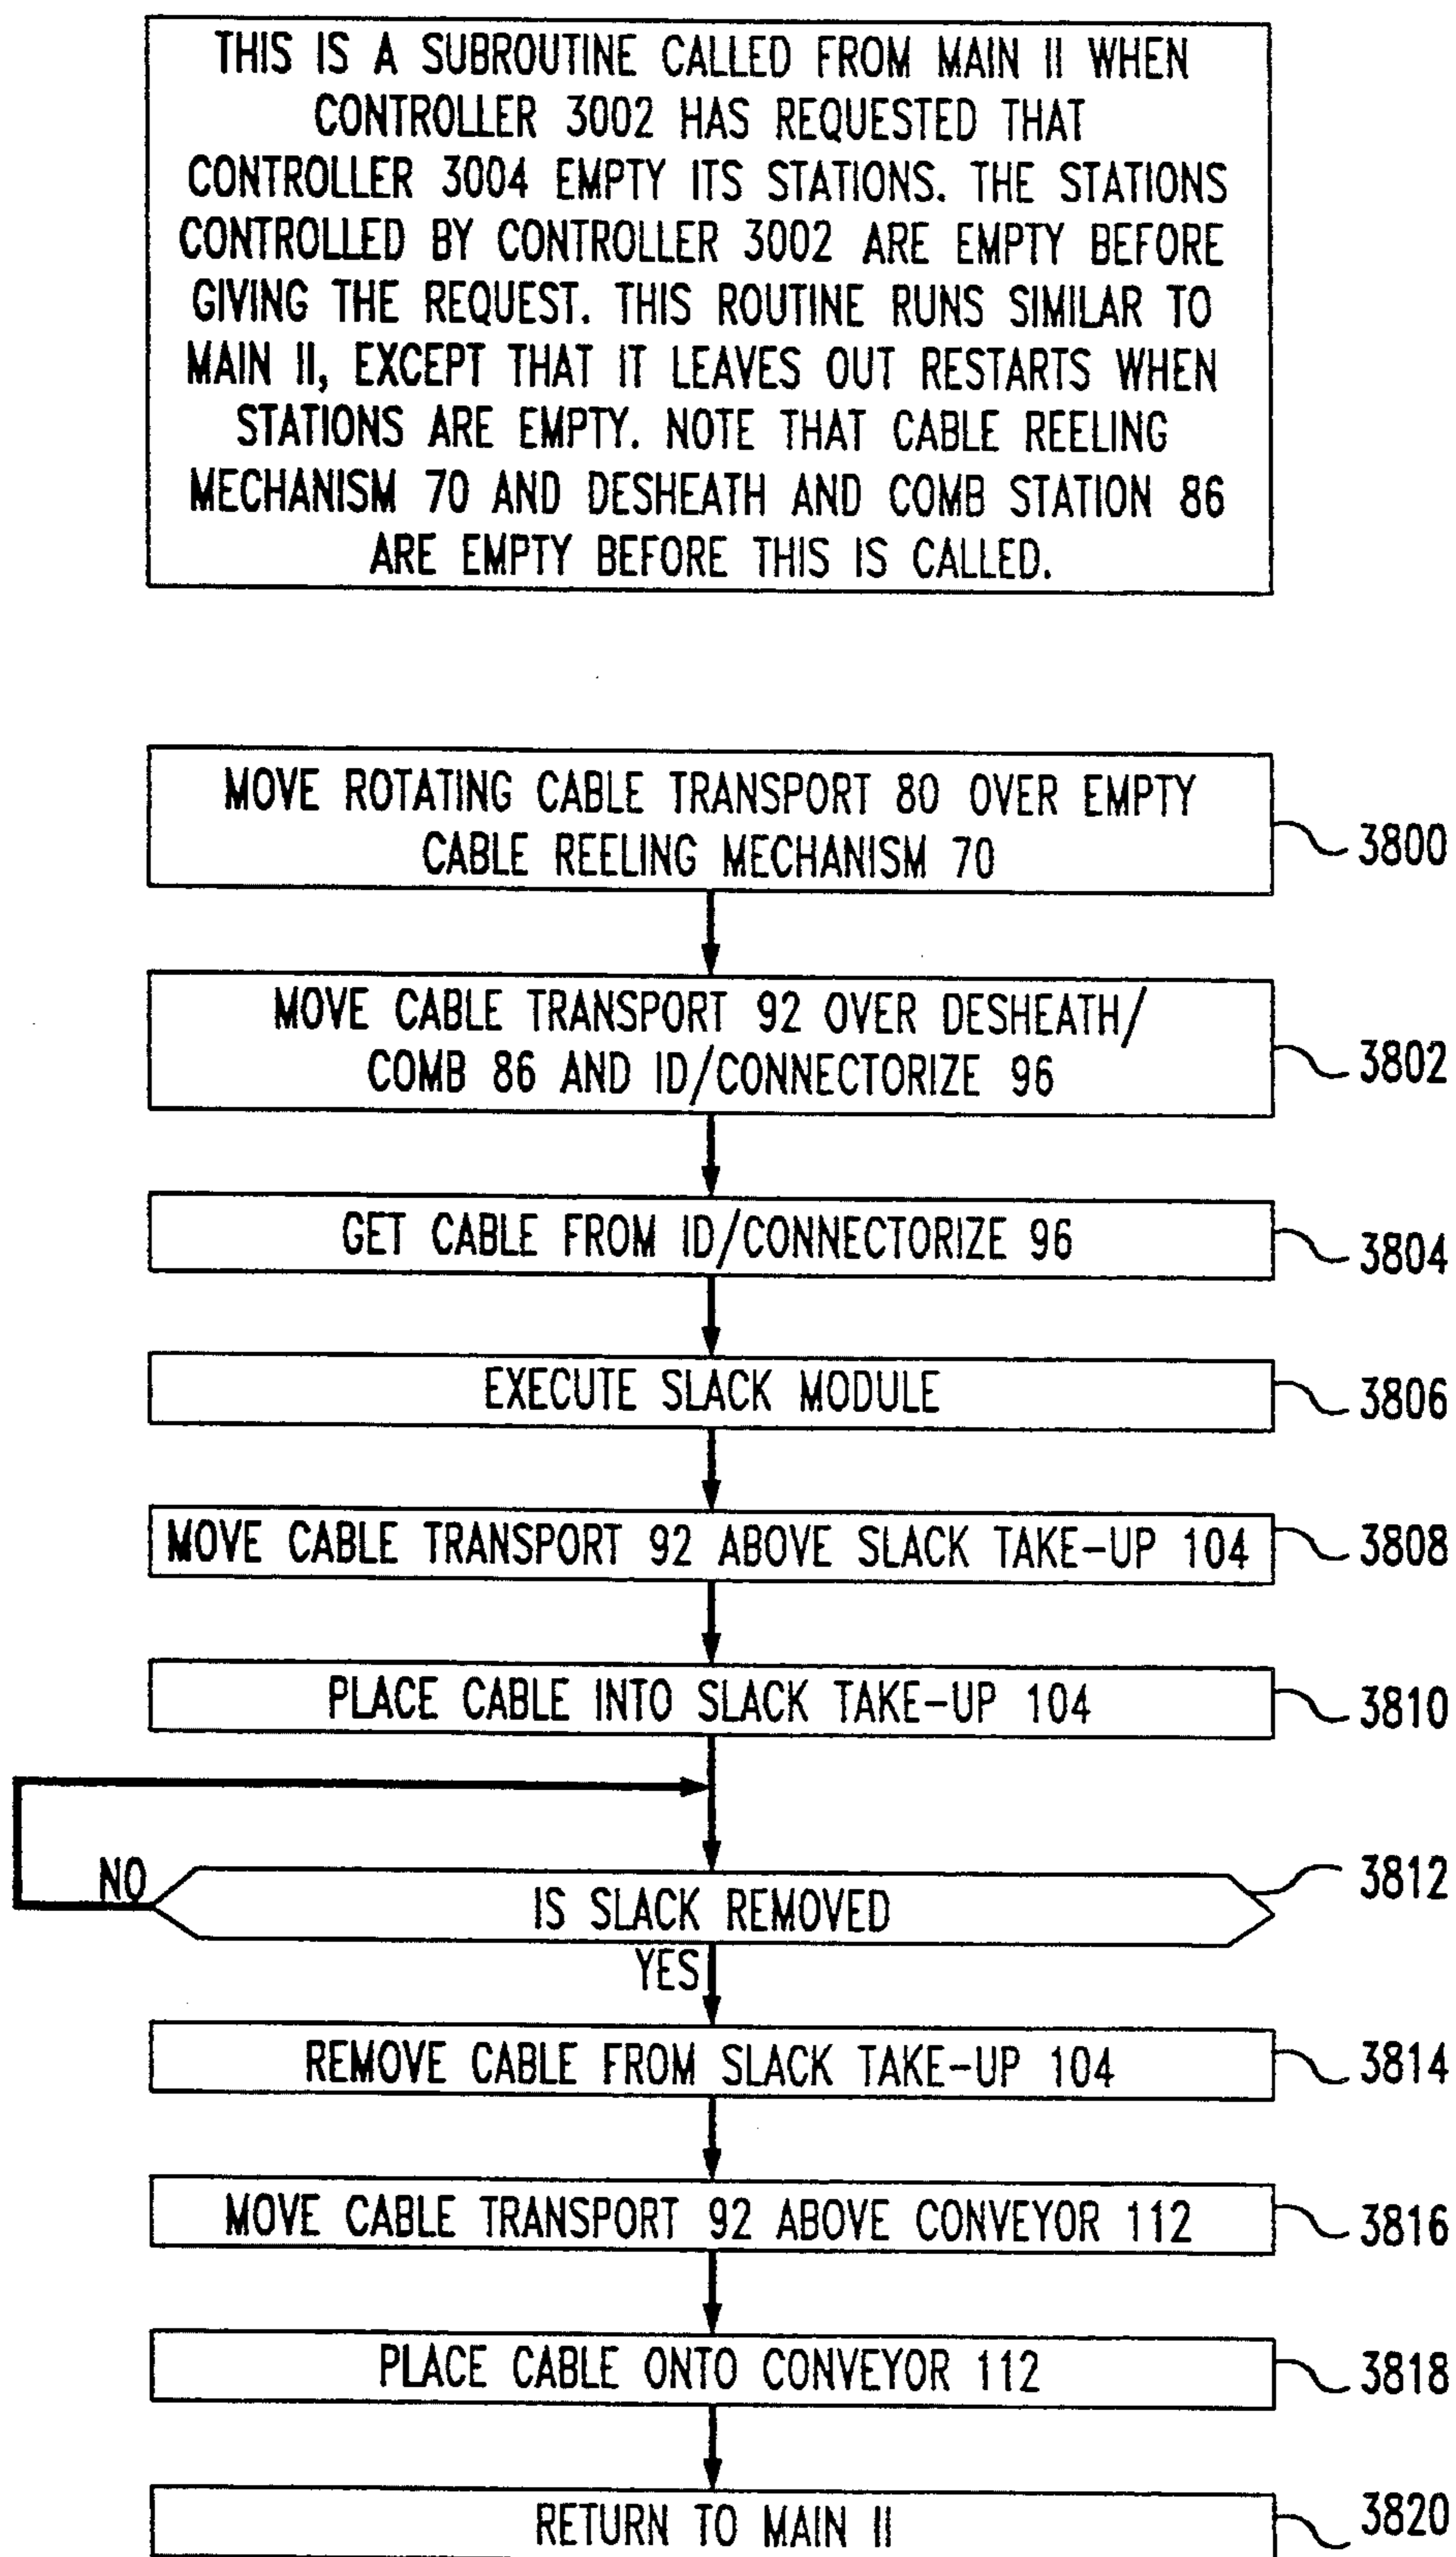 THIS IS A SUBROUTINE CALLED FROM MAIN II WHEN
CONTROLLER 3002 HAS REQUESTED THAT
CONTROLLER 3004 EMPTY ITS STATIONS. THE STATIONS
CONTROLLED BY CONTROLLER 3002 ARE EMPTY BEFORE
GIVING THE REQUEST. THIS ROUTINE RUNS SIMILAR TO
MAIN II, EXCEPT THAT IT LEAVES OUT RESTARTS WHEN
STATIONS ARE EMPTY. NOTE THAT CABLE REELING
MECHANISM 70 AND DESHEATH AND COMB STATION 86
ARE EMPTY BEFORE THIS IS CALLED.
MOVE ROTATING CABLE TRANSPORT 80 OVER EMPTY
CABLE REELING MECHANISM 70
3800
MOVE CABLE TRANSPORT 92 OVER DESHEATH/
COMB 86 AND ID/CONNECTORIZE 96
3802
GET CABLE FROM ID/CONNECTORIZE 96
3804
EXECUTE SLACK MODULE
3806
MOVE CABLE TRANSPORT 92 ABOVE SLACK TAKE-UP 104
3808
PLACE CABLE INTO SLACK TAKE-UP 104
3810
NO
IS SLACK REMOVED
3812
YES
REMOVE CABLE FROM SLACK TAKE-UP 104
3814
MOVE CABLE TRANSPORT 92 ABOVE CONVEYOR 112
3816
PLACE CABLE ONTO CONVEYOR 112
3818
RETURN TO MAIN II
3820